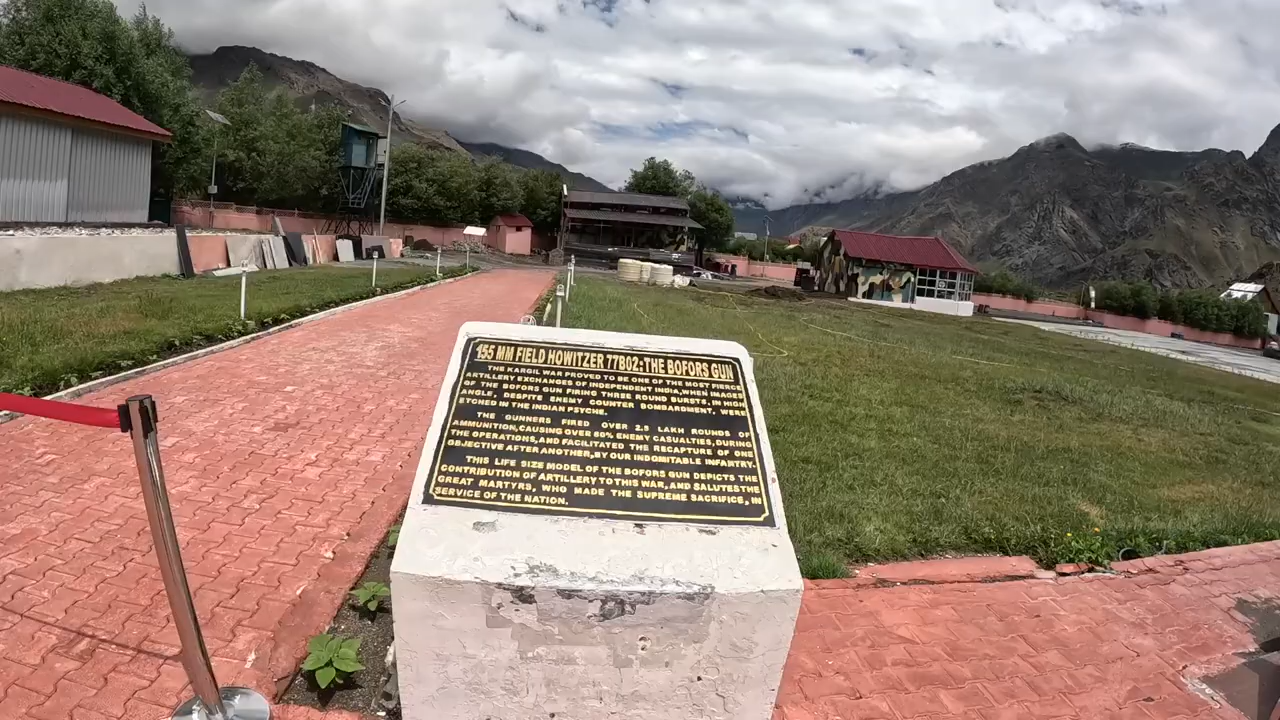 155 MM FIELD HOWITZER 77B02:THE BOFORS GUN
THE KARGIL WAR PROVED TO BE ONE OF THE MOST FIERCE
ARTILLERY EXCHANGES OF INDEPENDENT INDIA, WHEN IMAGES
OF THE BOFORS GUN FIRING THREE ROUND BURSTS, IN HIGH
ANGLE, DESPITE ENEMY COUNTER BOMBARDMENT, WERE
ETCHED IN THE INDIAN PSYCHE.
THE GUNNERS FIRED OVER 2.5 LAKH ROUNDS OF
AMMUNITION,CAUSING OVER 80% ENEMY CASUALTIES,DURING
THE OPERATIONS,AND FACILITATED THE RECAPTURE OF ONE
OBJECTIVE AFTER ANOTHER,BY OUR INDOMITABLE INFANTRY.
THIS LIFE SIZE MODEL OF THE BOFORS GUN DEPICTS THE
CONTRIBUTION OF ARTILLERY TO THIS WAR, AND SALUTES THE
GREAT MARTYRS, WHO MADE THE SUPREME SACRIFICE, IN
SERVICE OF THE NATION.